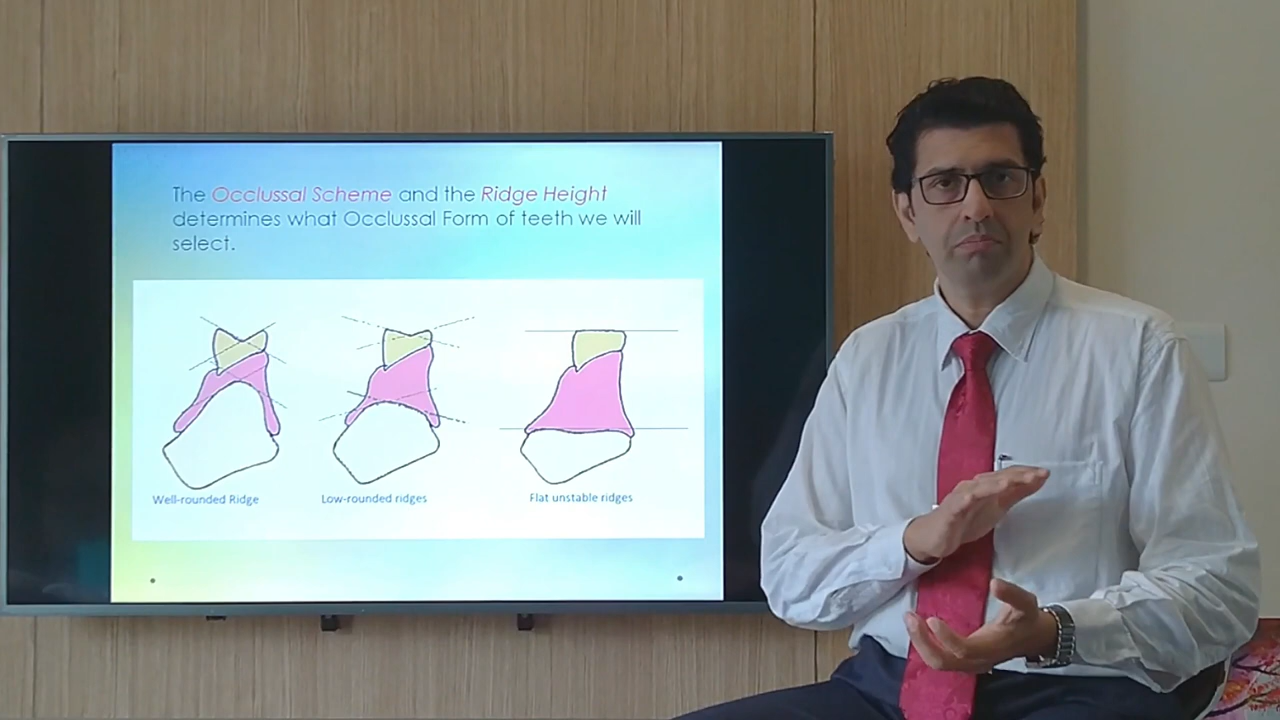 The Occlussal Scheme and the Ridge Height
determines what Occlussal Form of teeth we will
select.
Well-rounded Ridge
Low-rounded ridges
Flat unstable ridges